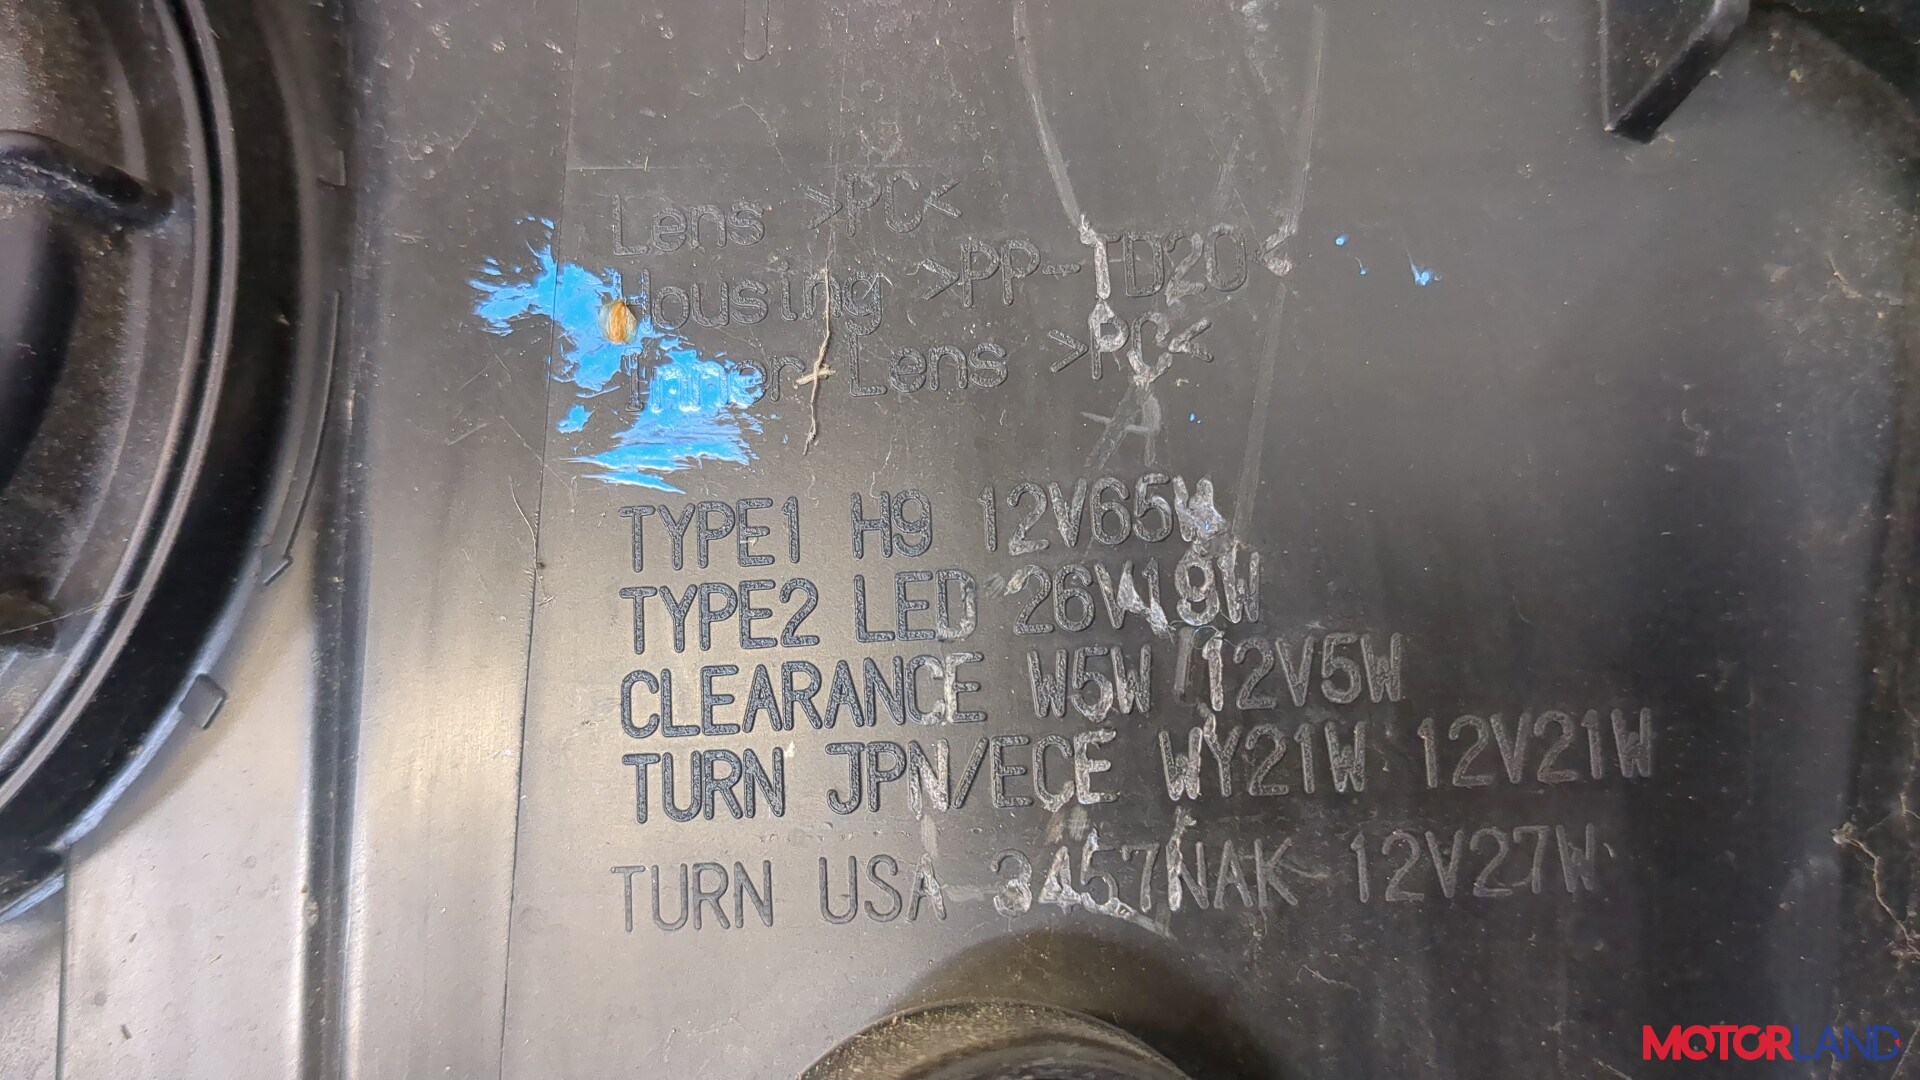 Lens >PC<
Housing >PP-TD20<
Inner Lens >PC<
TYPE1 H9 12V65W
TYPE2 LED 26V19W
CLEARANCE W5W 12V5W
TURN JPN/ECE WY21W 12V21W
TURN USA 3457NAK 12V27W
MOTORLAND